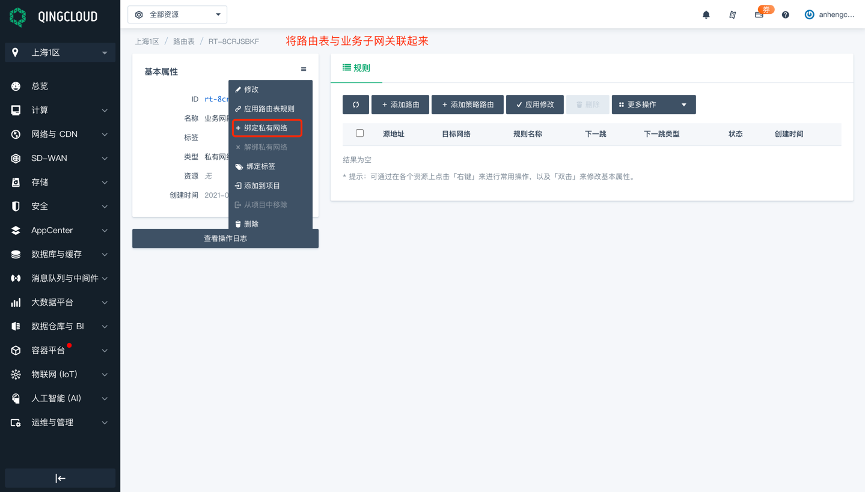 QINGCLOUD
全部资源
券
anhengc...
上海1区
上海1区 / 路由表 / RT-8CRJSBKF
将路由表与业务子网关联起来
总览
计算
网络与 CDN
SD-WAN
存储
安全
AppCenter
数据库与缓存
消息队列与中间件
大数据平台
数据仓库与 BI
容器平台
物联网 (IoT)
人工智能 (AI)
运维与管理
基本属性
ID rt-8cr
名称 业务网
标签
类型 私有网
资源 无
创建时间 2021-0
修改
应用路由表规则
绑定私有网络
解绑私有网络
绑定标签
添加到项目
从项目中移除
删除
查看操作日志
规则
+ 添加路由
+ 添加策略路由
✓ 应用修改
删除
更多操作
源地址 目标网络 规则名称 下一跳 下一跳类型 状态 创建时间
结果为空
* 提示：可通过在各个资源上点击「右键」来进行常用操作，以及「双击」来修改基本属性。